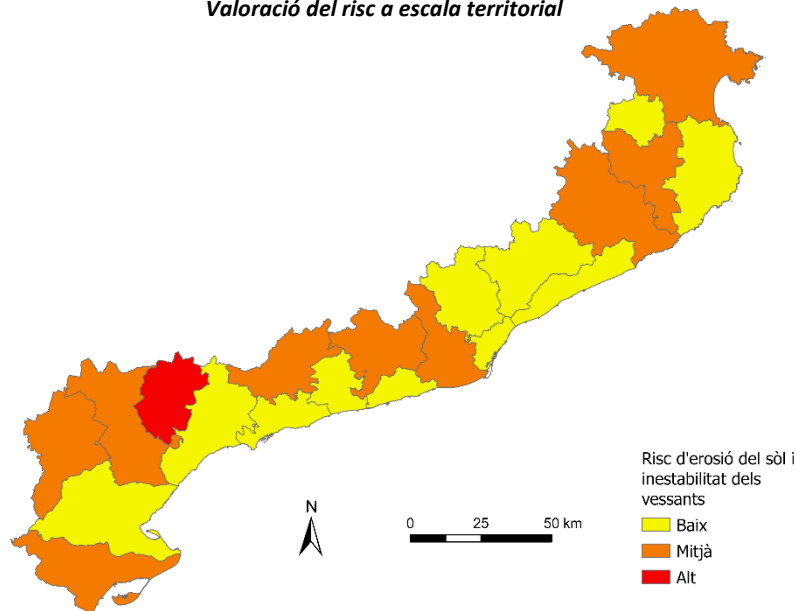 Valoració del risc a escala territorial
Risc d'erosió del sòl i
inestabilitat dels
vessants
Baix
Mitjà
Alt
N
0 25 50 km